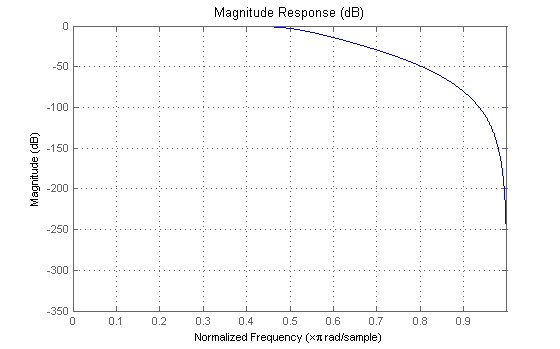 Magnitude Response (dB)
Magnitude (dB)
0
-50
-100
-150
-200
-250
-300
-350
0 0.1 0.2 0.3 0.4 0.5 0.6 0.7 0.8 0.9
Normalized Frequency (×π rad/sample)